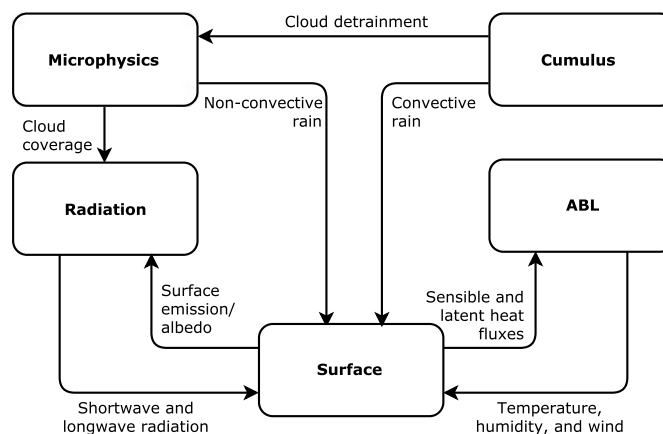 Cloud detrainment
Microphysics
Cumulus
Non-convective
rain
Convective
rain
Cloud
coverage
Radiation
ABL
Surface
emission/
albedo
Sensible and
latent heat
fluxes
Surface
Shortwave and
longwave radiation
Temperature,
humidity, and wind